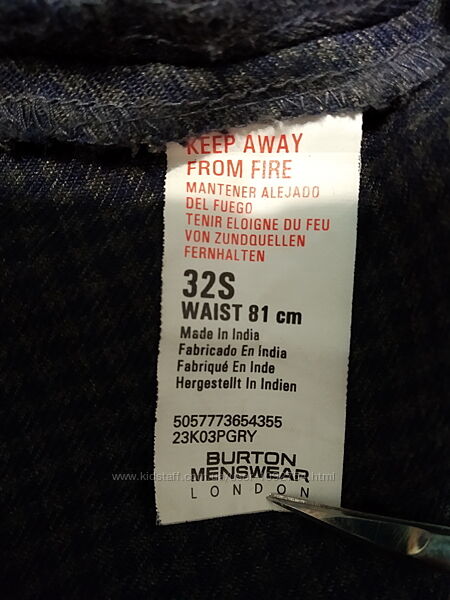 KEEP AWAY
FROM FIRE
MANTENER ALEJADO
DEL FUEGO
TENIR ELOIGNE DU FEU
VON ZUNDQUELLEN
FERNHALTEN
32S
WAIST 81 cm
Made In India
Fabricado En India
Fabriqué En Inde
Hergestellt In Indien
5057773654355
23K03PGRY
BURTON
MENSWEAR
LONDON